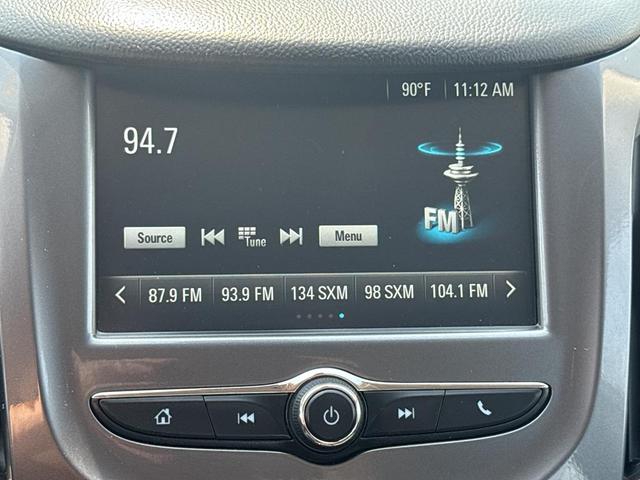 90°F 11:12 AM
94.7
FM
Source Tune Menu
87.9 FM 93.9 FM 134 SXM 98 SXM 104.1 FM